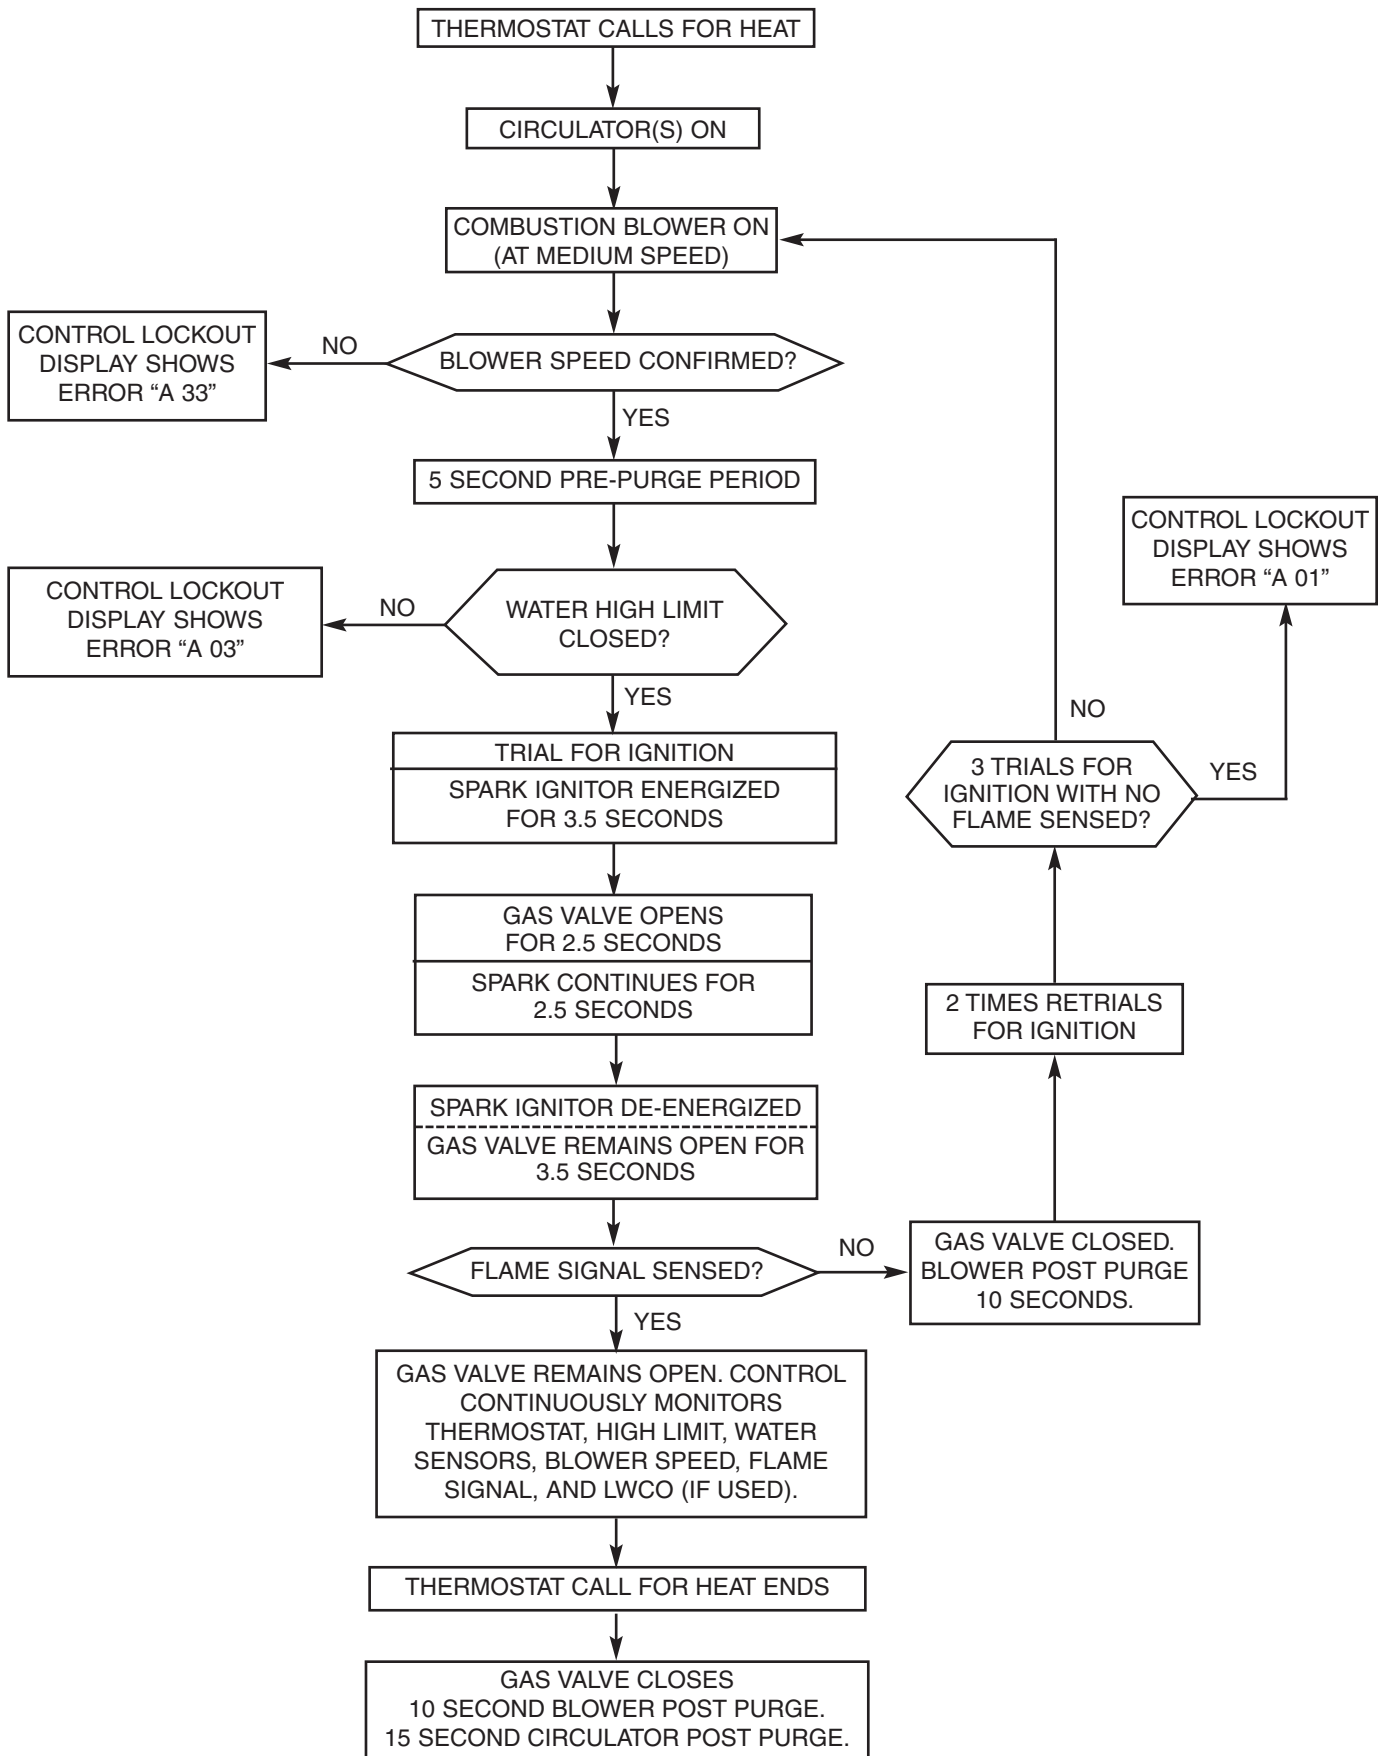 THERMOSTAT CALLS FOR HEAT
CIRCULATOR(S) ON
COMBUSTION BLOWER ON
(AT MEDIUM SPEED)
BLOWER SPEED CONFIRMED?
NO
CONTROL LOCKOUT
DISPLAY SHOWS
ERROR “A 33”
YES
5 SECOND PRE-PURGE PERIOD
WATER HIGH LIMIT
CLOSED?
NO
CONTROL LOCKOUT
DISPLAY SHOWS
ERROR “A 03”
YES
TRIAL FOR IGNITION
SPARK IGNITOR ENERGIZED
FOR 3.5 SECONDS
GAS VALVE OPENS
FOR 2.5 SECONDS
SPARK CONTINUES FOR
2.5 SECONDS
SPARK IGNITOR DE-ENERGIZED
GAS VALVE REMAINS OPEN FOR
3.5 SECONDS
FLAME SIGNAL SENSED?
NO
GAS VALVE CLOSED.
BLOWER POST PURGE
10 SECONDS.
2 TIMES RETRIALS
FOR IGNITION
3 TRIALS FOR
IGNITION WITH NO
FLAME SENSED?
NO
YES
CONTROL LOCKOUT
DISPLAY SHOWS
ERROR “A 01”
YES
GAS VALVE REMAINS OPEN. CONTROL
CONTINUOUSLY MONITORS
THERMOSTAT, HIGH LIMIT, WATER
SENSORS, BLOWER SPEED, FLAME
SIGNAL, AND LWCO (IF USED).
THERMOSTAT CALL FOR HEAT ENDS
GAS VALVE CLOSES
10 SECOND BLOWER POST PURGE.
15 SECOND CIRCULATOR POST PURGE.